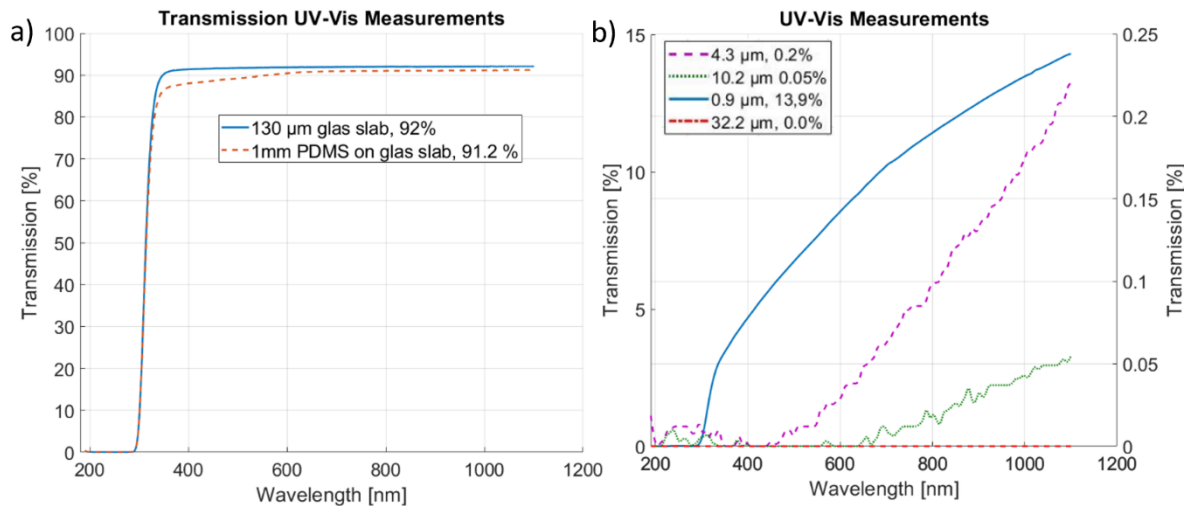 a)
Transmission UV-Vis Measurements
Transmission [%]
100
90
80
70
60
50
40
30
20
10
0
130 µm glas slab, 92%
1mm PDMS on glas slab, 91.2 %
200 400 600 800 1000 1200
Wavelength [nm]
b)
UV-Vis Measurements
Transmission [%]
15
10
5
0
4.3 µm, 0.2%
10.2 µm 0.05%
0.9 µm, 13,9%
32.2 µm, 0.0%
0.25
0.2
0.15
0.1
0.05
0
Transmission [%]
200 400 600 800 1000 1200
Wavelength [nm]